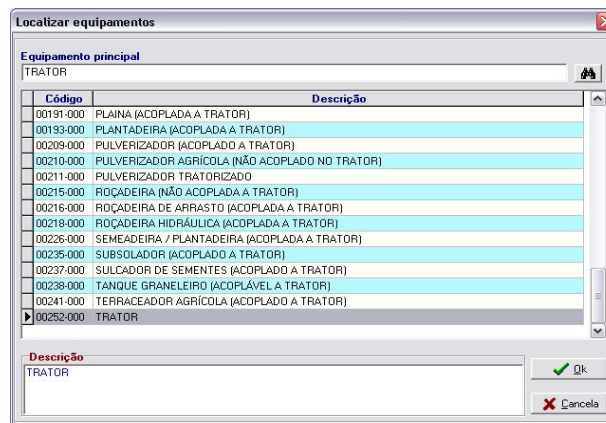 Localizar equipamentos
Equipamento principal
TRATOR
Código Descrição
00191-000 PLAINA (ACOPLADA A TRATOR)
00193-000 PLANTADEIRA (ACOPLADA A TRATOR)
00209-000 PULVERIZADOR (ACOPLADO A TRATOR)
00210-000 PULVERIZADOR AGRÍCOLA (NÃO ACOPLADO NO TRATOR)
00211-000 PULVERIZADOR TRATORIZADO
00215-000 ROÇADEIRA (NÃO ACOPLADA A TRATOR)
00216-000 ROÇADEIRA DE ARRASTO (ACOPLADA A TRATOR)
00218-000 ROÇADEIRA HIDRÁULICA (ACOPLADA A TRATOR)
00226-000 SEMEADEIRA / PLANTADEIRA (ACOPLADA A TRATOR)
00235-000 SUBSOLADOR (ACOPLADO A TRATOR)
00237-000 SULCADOR DE SEMENTES (ACOPLADO A TRATOR)
00238-000 TANQUE GRANELEIRO (ACOPLÁVEL A TRATOR)
00241-000 TERRACEADOR AGRÍCOLA (ACOPLADO A TRATOR)
00252-000 TRATOR
Descrição
TRATOR
Ok
Cancela